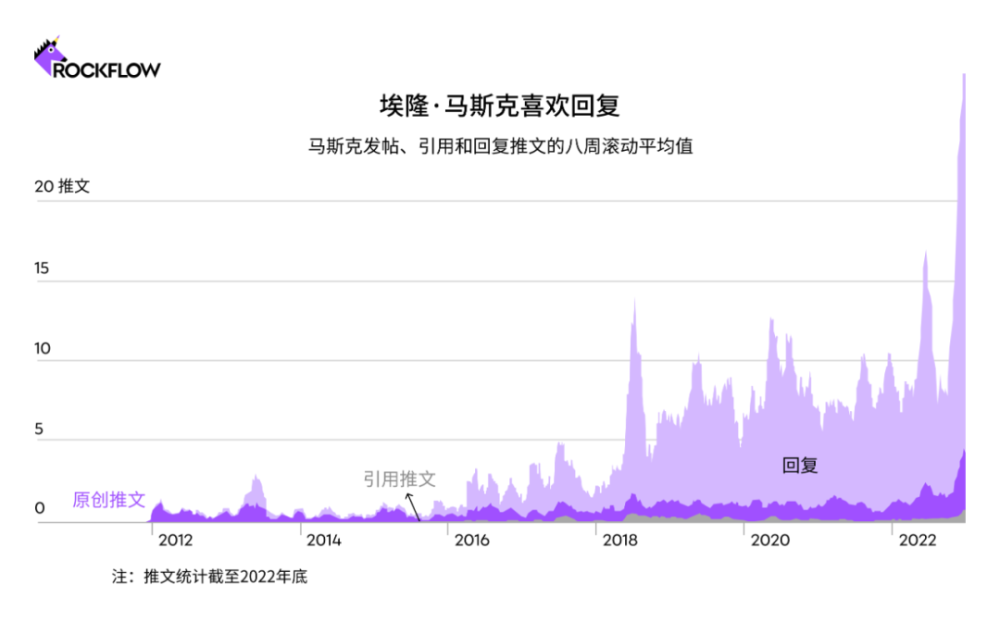 ROCKFLOW
埃隆·马斯克喜欢回复
马斯克发帖、引用和回复推文的八周滚动平均值
20 推文
15
10
5
引用推文
回复
原创推文
0
2012
2014
2016
2018
2020
2022
注：推文统计截至2022年底